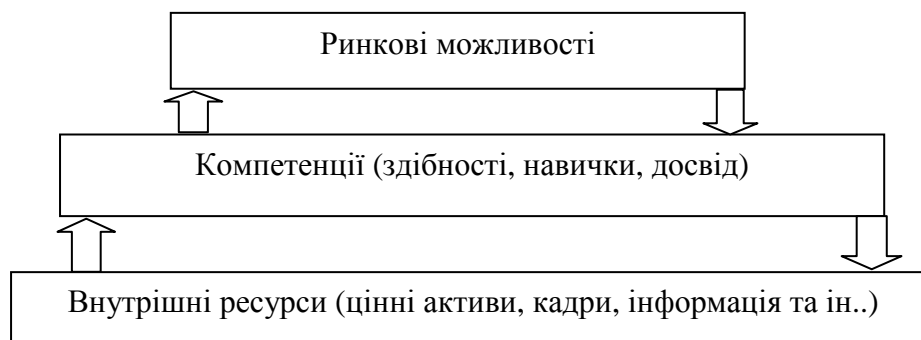 Ринкові можливості
Компетенції (здібності, навички, досвід)
Внутрішні ресурси (цінні активи, кадри, інформація та ін..)